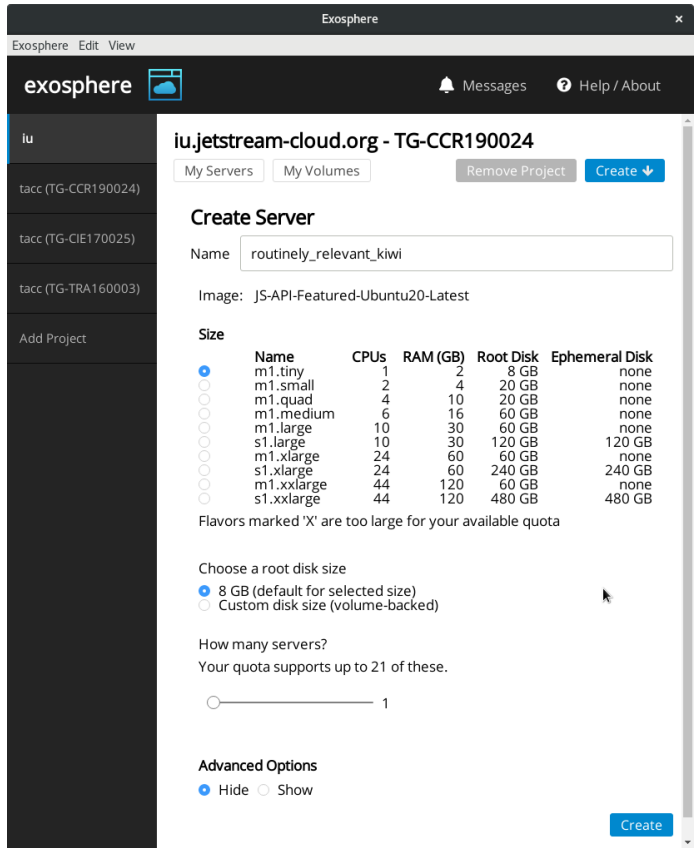 Exosphere ×
Exosphere Edit View
exosphere Messages Help / About
iu
tacc (TG-CCR190024)
tacc (TG-CIE170025)
tacc (TG-TRA160003)
Add Project
iu.jetstream-cloud.org - TG-CCR190024
My Servers My Volumes Remove Project Create
Create Server
Name routinely_relevant_kiwi
Image: JS-API-Featured-Ubuntu20-Latest
Size
Name CPUs RAM (GB) Root Disk Ephemeral Disk
m1.tiny 1 2 8 GB none
m1.small 2 4 20 GB none
m1.quad 4 10 20 GB none
m1.medium 6 16 60 GB none
m1.large 10 30 60 GB none
s1.large 10 30 120 GB 120 GB
m1.xlarge 24 60 60 GB none
s1.xlarge 24 60 240 GB 240 GB
m1.xxlarge 44 120 60 GB none
s1.xxlarge 44 120 480 GB 480 GB
Flavors marked 'X' are too large for your available quota
Choose a root disk size
8 GB (default for selected size)
Custom disk size (volume-backed)
How many servers?
Your quota supports up to 21 of these.
1
Advanced Options
Hide Show
Create